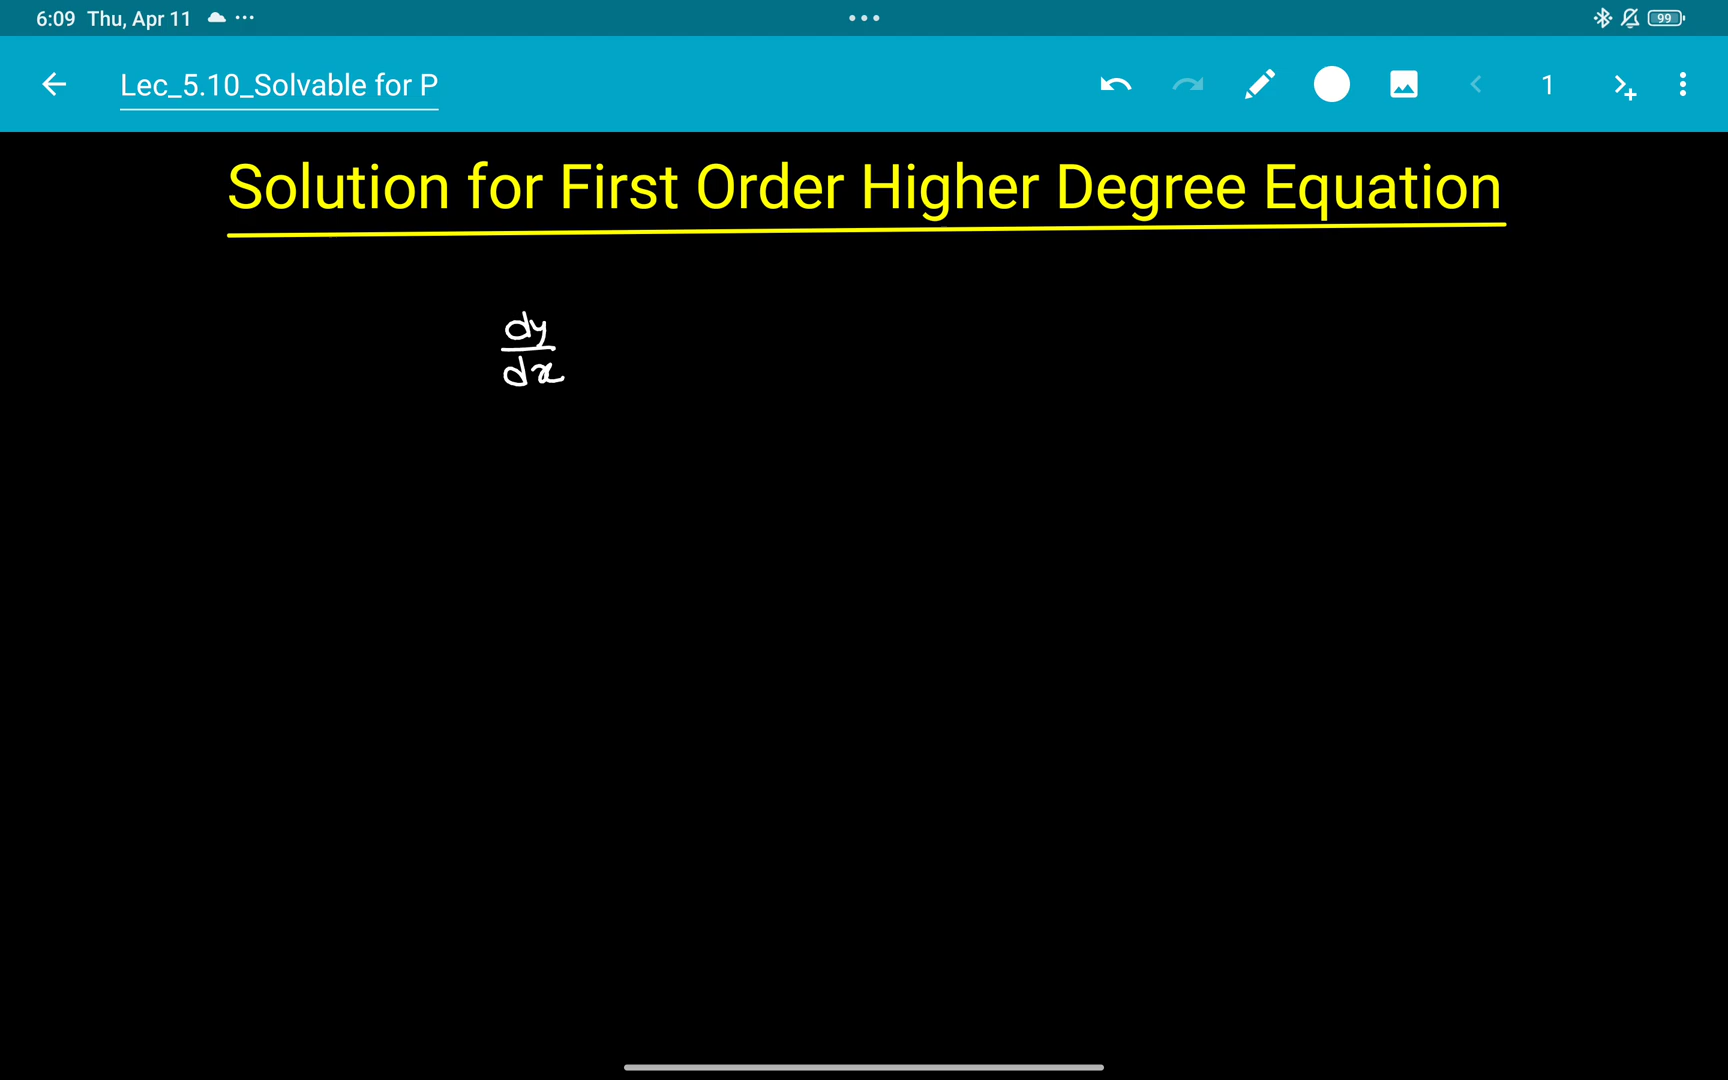 6:09 Thu, Apr 11 99
Lec_5.10_Solvable for P 1
Solution for First Order Higher Degree Equation
dy
dx